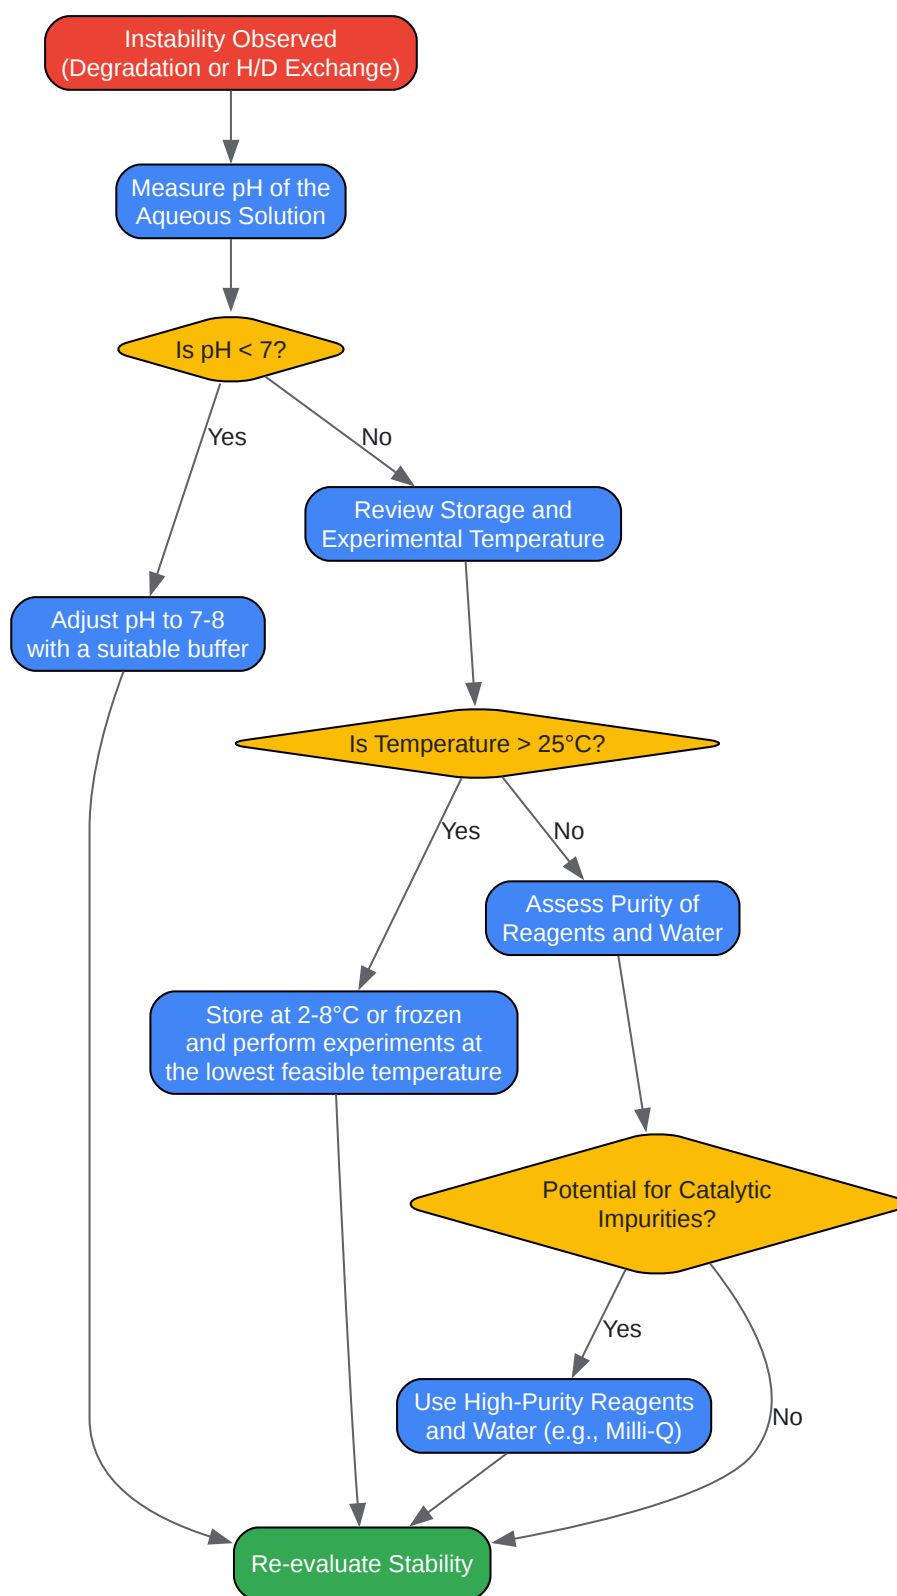 Instability Observed
(Degradation or H/D Exchange)
Measure pH of the
Aqueous Solution
Is pH < 7?
Yes
No
Review Storage and
Experimental Temperature
Adjust pH to 7-8
with a suitable buffer
Is Temperature > 25°C?
Yes
No
Assess Purity of
Reagents and Water
Store at 2-8°C or frozen
and perform experiments at
the lowest feasible temperature
Potential for Catalytic
Impurities?
Yes
No
Use High-Purity Reagents
and Water (e.g., Milli-Q)
Re-evaluate Stability